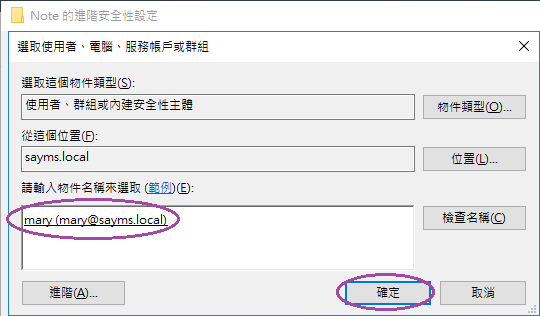 Note 的進階安全性設定
選取使用者、電腦、服務帳戶或群組
選取這個物件類型(S):
使用者、群組或內建安全性主體
物件類型(O)...
從這個位置(F):
sayms.local
位置(L)...
請輸入物件名稱來選取 (範例)(E):
mary (mary@sayms.local)
檢查名稱(C)
進階(A)...
確定
取消